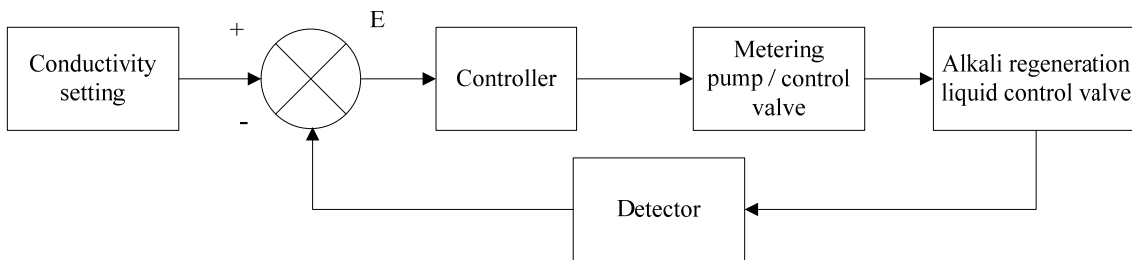 E
+
Conductivity
setting
-
Controller
Metering
pump / control
valve
Alkali regeneration
liquid control valve
Detector